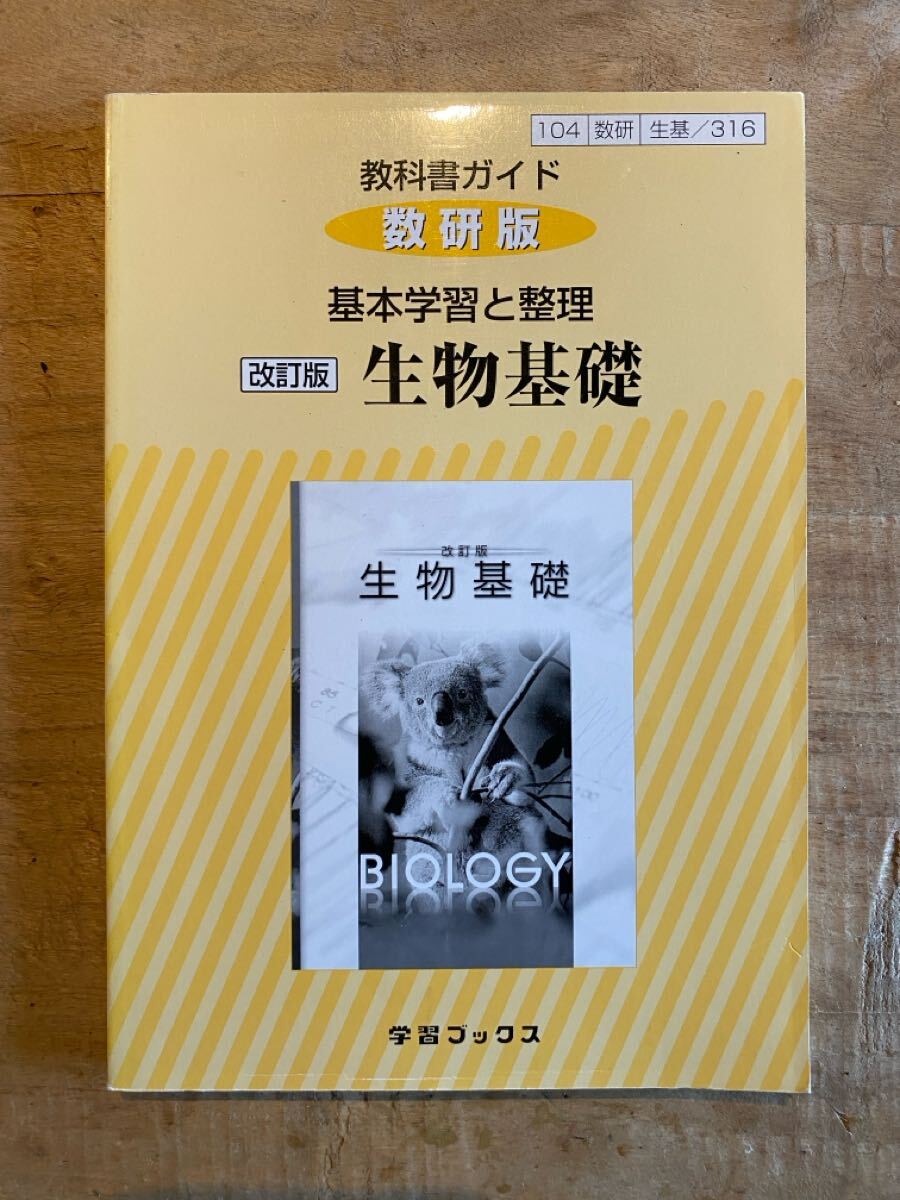 104 数研 生基／316
教科書ガイド
数研版
基本学習と整理
改訂版 生物基礎
改訂版
生物基礎
BIOLOGY
学習ブックス